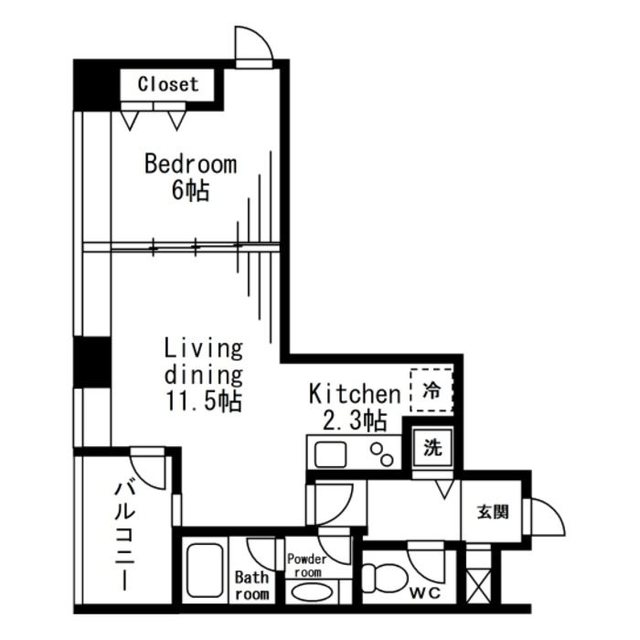 Closet
Bedroom
6帖
Living
dining
11.5帖
Kitchen
2.3帖
冷
洗
玄関
バルコニー
Bath
room
Powder
room
WC